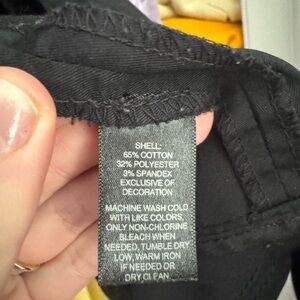 SHELL:
65% COTTON
32% POLYESTER
3% SPANDEX
EXCLUSIVE OF
DECORATION
MACHINE WASH COLD
WITH LIKE COLORS,
ONLY NON-CHLORINE
BLEACH WHEN
NEEDED, TUMBLE DRY
LOW, WARM IRON
IF NEEDED OR
DRY CLEAN.